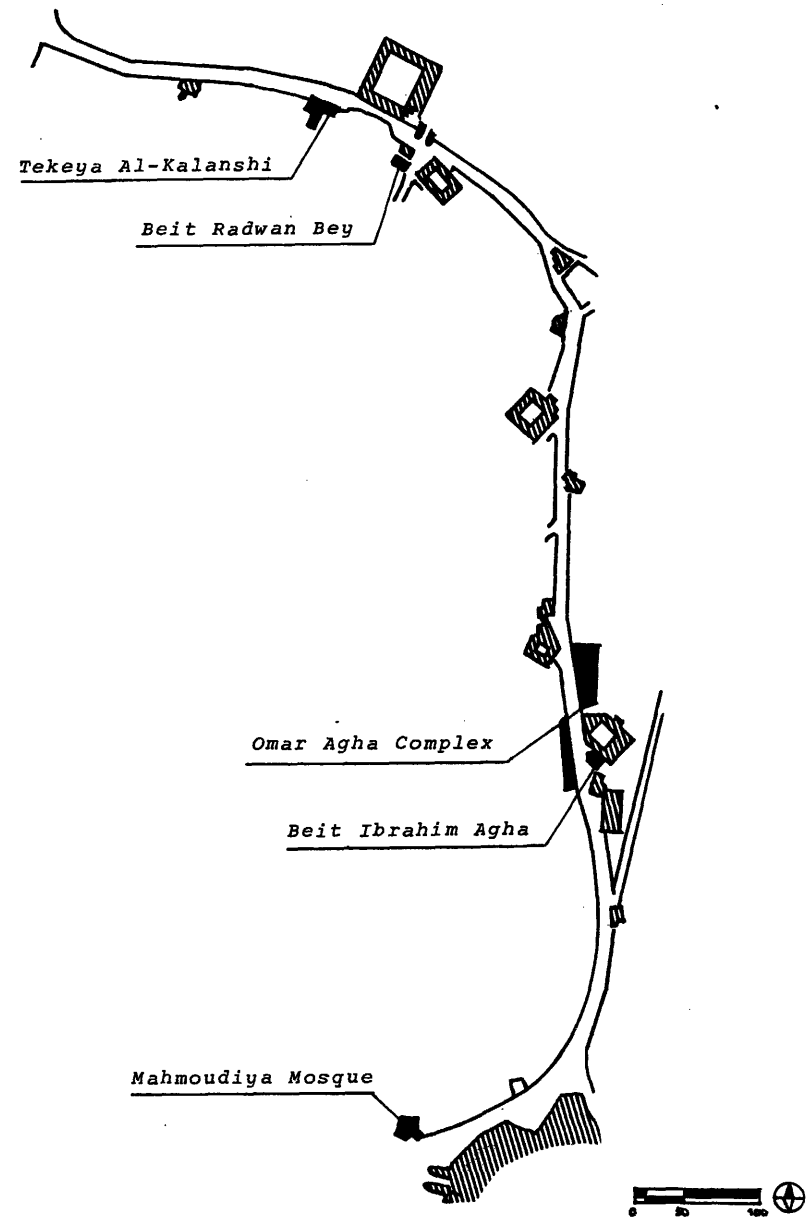 Tekeya Al-Kalanshi
Beit Radwan Bey
Omar Agha Complex
Beit Ibrahim Agha
Mahmoudiya Mosque
0 50 100